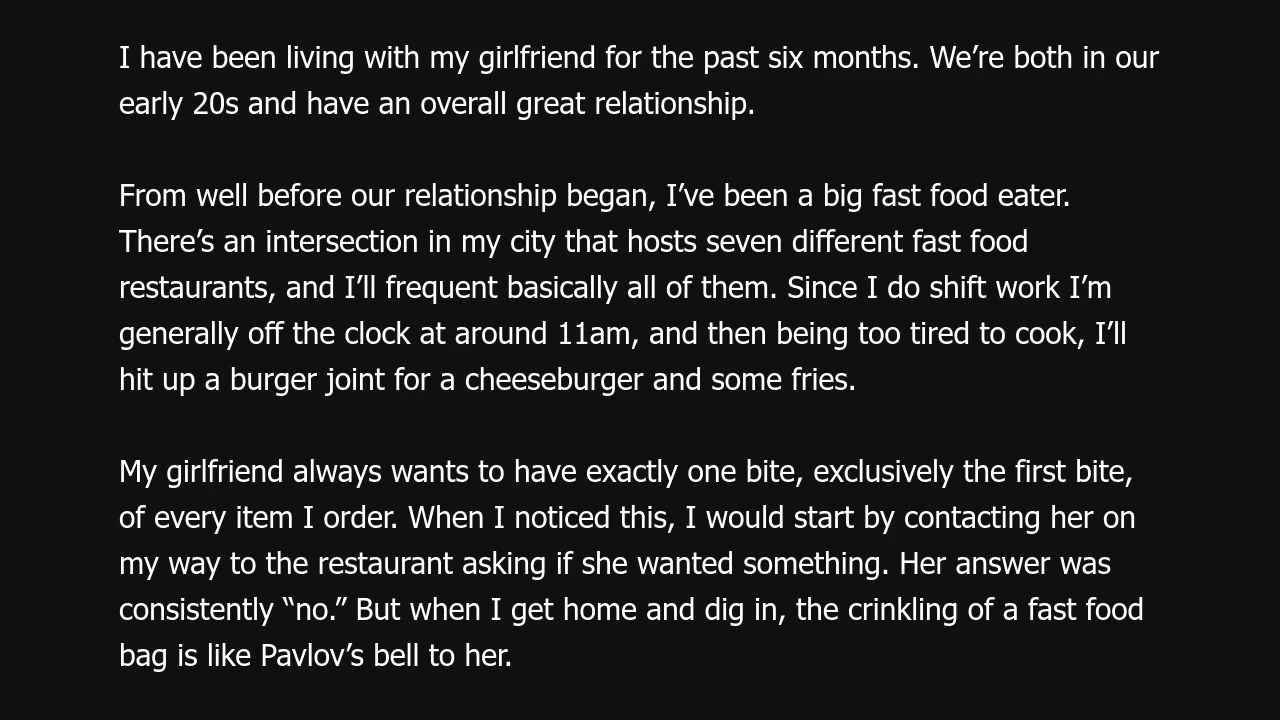 I have been living with my girlfriend for the past six months. We’re both in our
early 20s and have an overall great relationship.
From well before our relationship began, I’ve been a big fast food eater.
There’s an intersection in my city that hosts seven different fast food
restaurants, and I’ll frequent basically all of them. Since I do shift work I’m
generally off the clock at around 11am, and then being too tired to cook, I’ll
hit up a burger joint for a cheeseburger and some fries.
My girlfriend always wants to have exactly one bite, exclusively the first bite,
of every item I order. When I noticed this, I would start by contacting her on
my way to the restaurant asking if she wanted something. Her answer was
consistently “no.” But when I get home and dig in, the crinkling of a fast food
bag is like Pavlov’s bell to her.